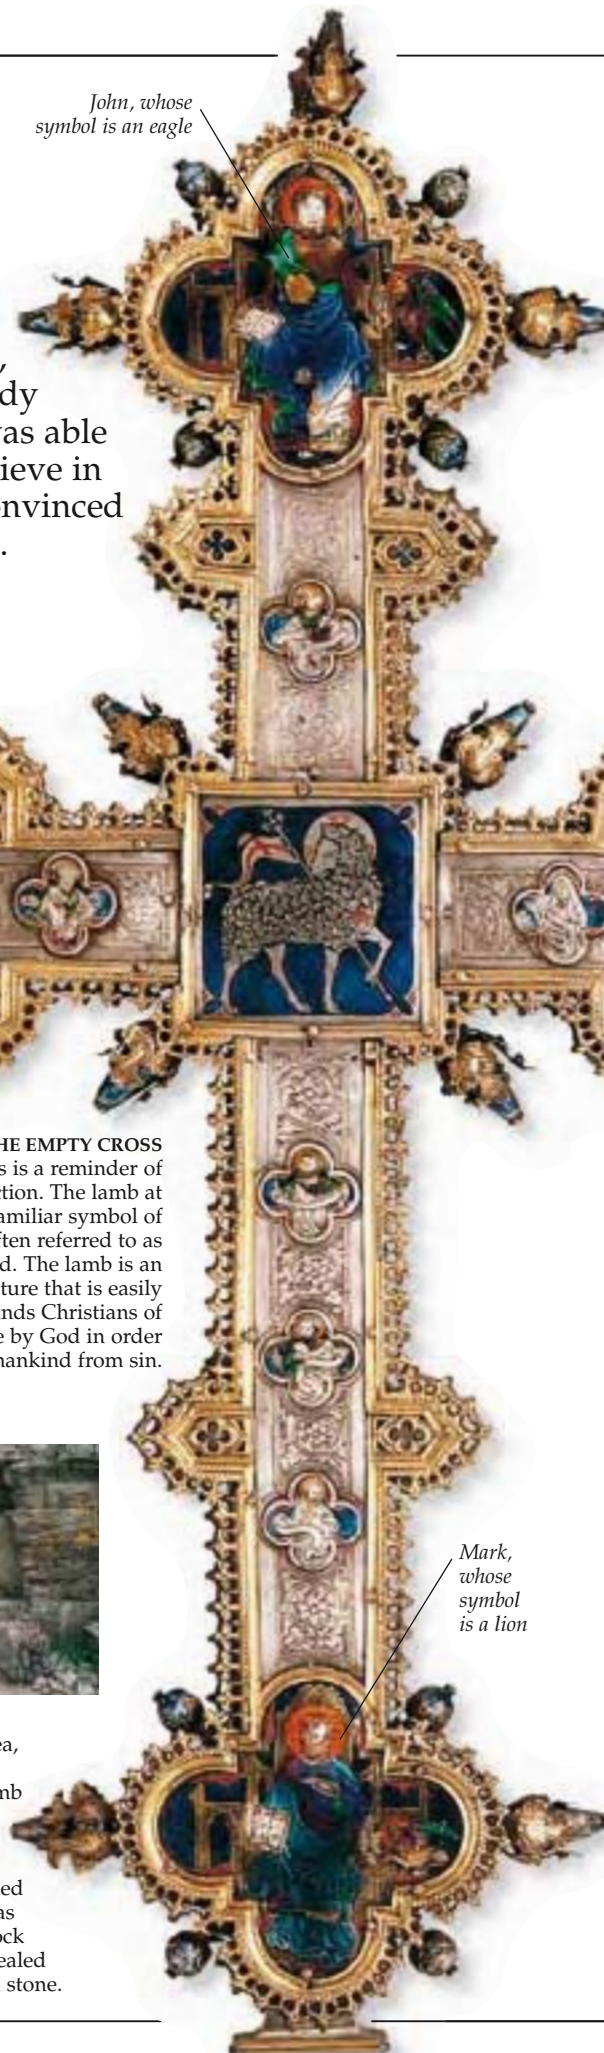 John, whose
symbol is an eagle
,
dy
as able
ieve in
nvinced
.
HE EMPTY CROSS
s is a reminder of
ction. The lamb at
amiliar symbol of
ften referred to as
d. The lamb is an
ture that is easily
nds Christians of
e by God in order
mankind from sin.
Mark,
whose
symbol
is a lion
ea,
mb
ed
as
ock
ealed
stone.